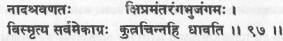 नादश्रवणतः क्षिप्रमंतरंगभुजंगमः ।
विस्मृत्य सर्वमेकाग्रः कुत्रचिन्नहि धावति ॥ ९७ ॥